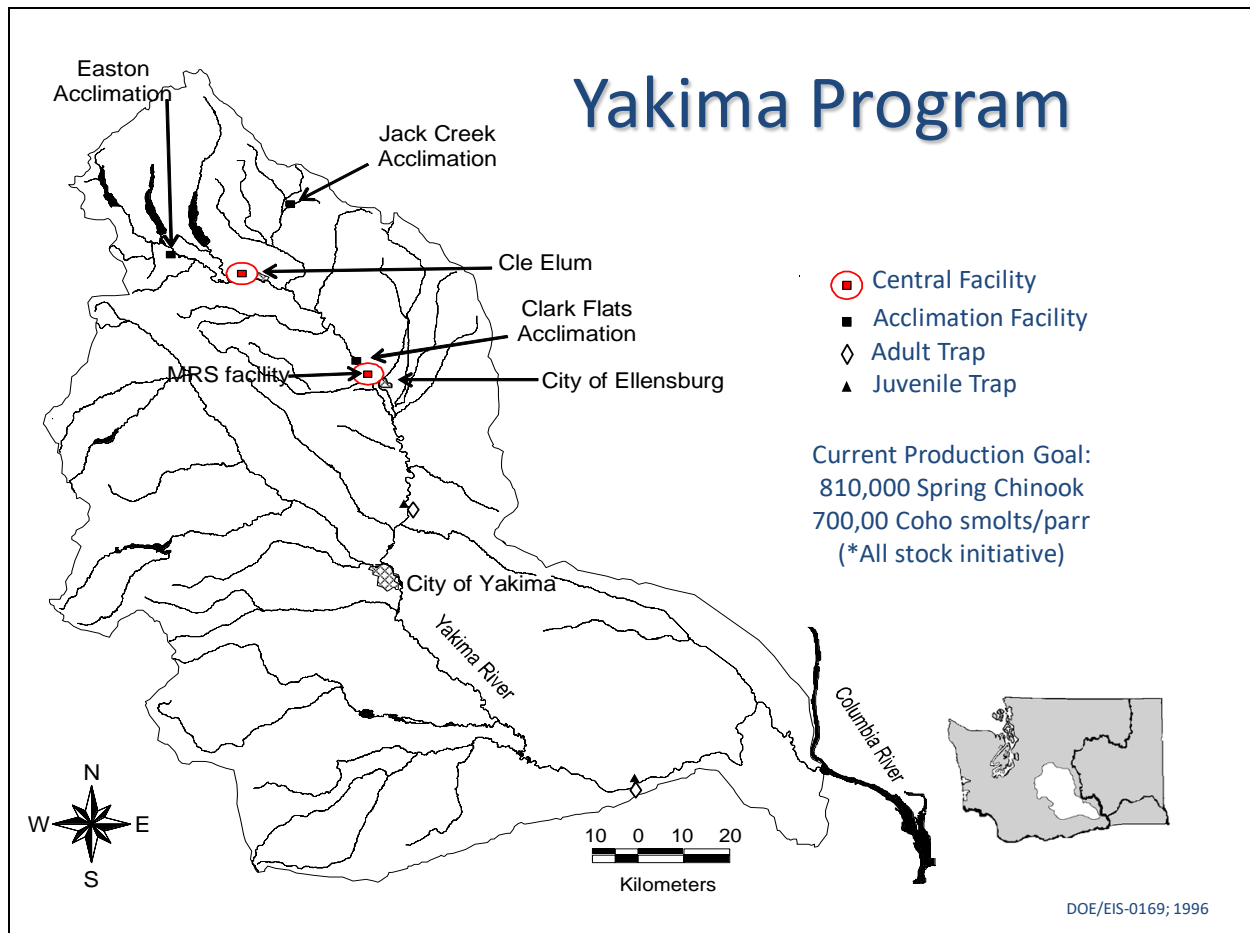 Yakima Program
Easton
Acclimation
Jack Creek
Acclimation
Cle Elum
Clark Flats
Acclimation
MRS facility
City of Ellensburg
City of Yakima
Yakima River
Columbia River
Central Facility
Acclimation Facility
Adult Trap
Juvenile Trap
Current Production Goal:
810,000 Spring Chinook
700,00 Coho smolts/parr
(*All stock initiative)
N
W
E
S
10 0 10 20
Kilometers
DOE/EIS-0169; 1996